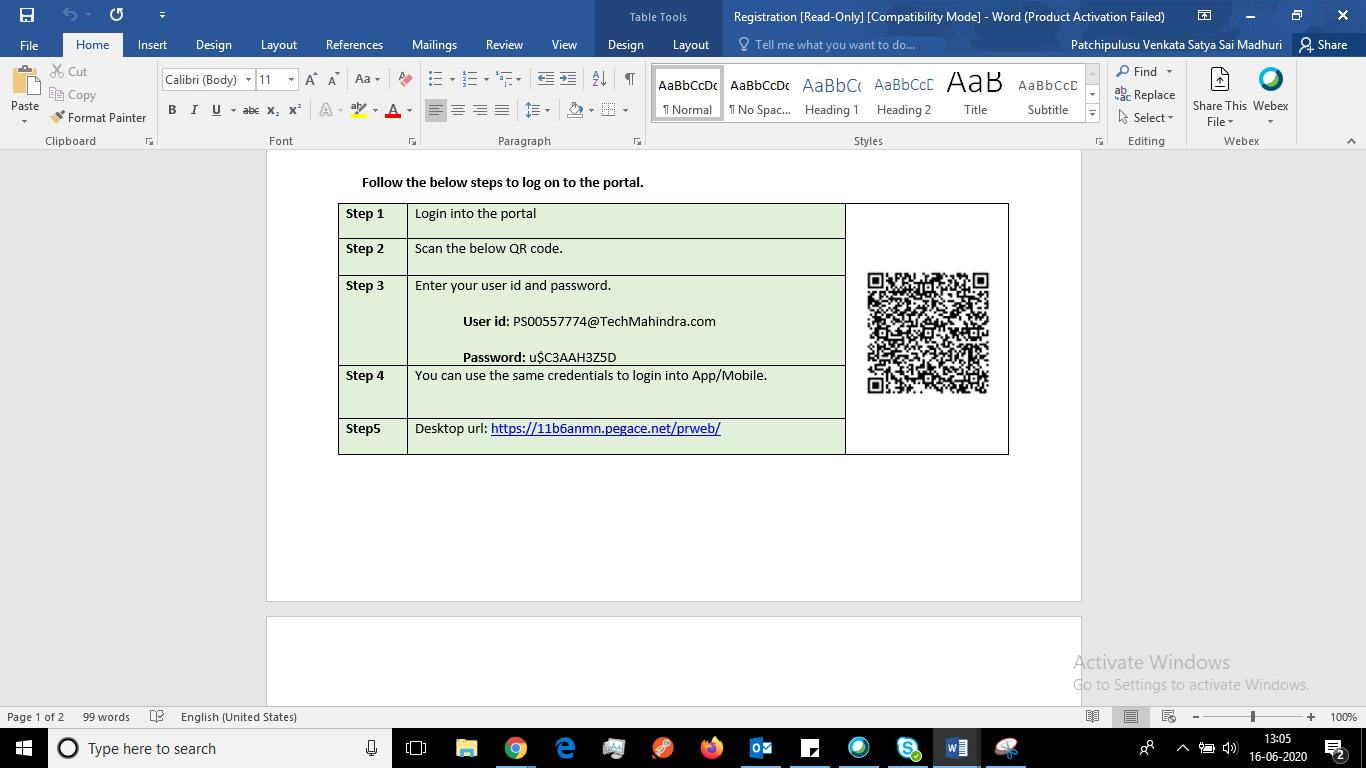 Table Tools
Registration [Read-Only] [Compatibility Mode] - Word (Product Activation Failed)
File Home Insert Design Layout References Mailings Review View Design Layout Tell me what you want to do... Patchipulusu Venkata Satya Sai Madhuri Share
Paste
Cut
Copy
Format Painter
Clipboard
Calibri (Body) 11
Font
Paragraph
AaBbCcDc AaBbCcDc AaBbCc AaBbCcD AaB AaBbCcD
¶ Normal ¶ No Spac... Heading 1 Heading 2 Title Subtitle
Styles
Find
Replace
Select
Editing
Share This File
Webex
Webex
Follow the below steps to log on to the portal.
Step 1 Login into the portal
Step 2 Scan the below QR code.
Step 3 Enter your user id and password.
User id: PS00557774@TechMahindra.com
Password: u$C3AAH3Z5D
Step 4 You can use the same credentials to login into App/Mobile.
Step5 Desktop url: https://11b6anmn.pegace.net/prweb/
Activate Windows
Go to Settings to activate Windows.
Page 1 of 2 99 words English (United States) 100%
Type here to search
13:05
16-06-2020
2